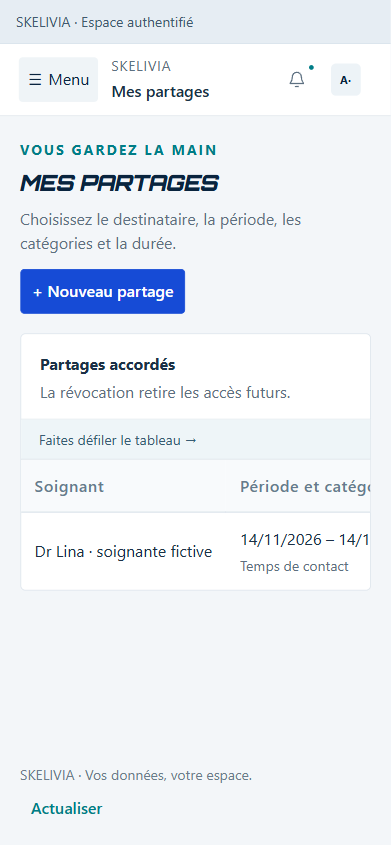 SKELIVIA · Espace authentifié
☰ Menu
SKELIVIA
Mes partages
A·
VOUS GARDEZ LA MAIN
MES PARTAGES
Choisissez le destinataire, la période, les
catégories et la durée.
+ Nouveau partage
Partages accordés
La révocation retire les accès futurs.
Faites défiler le tableau →
Soignant Période et catégo
Dr Lina · soignante fictive 14/11/2026 – 14/1
Temps de contact
SKELIVIA · Vos données, votre espace.
Actualiser